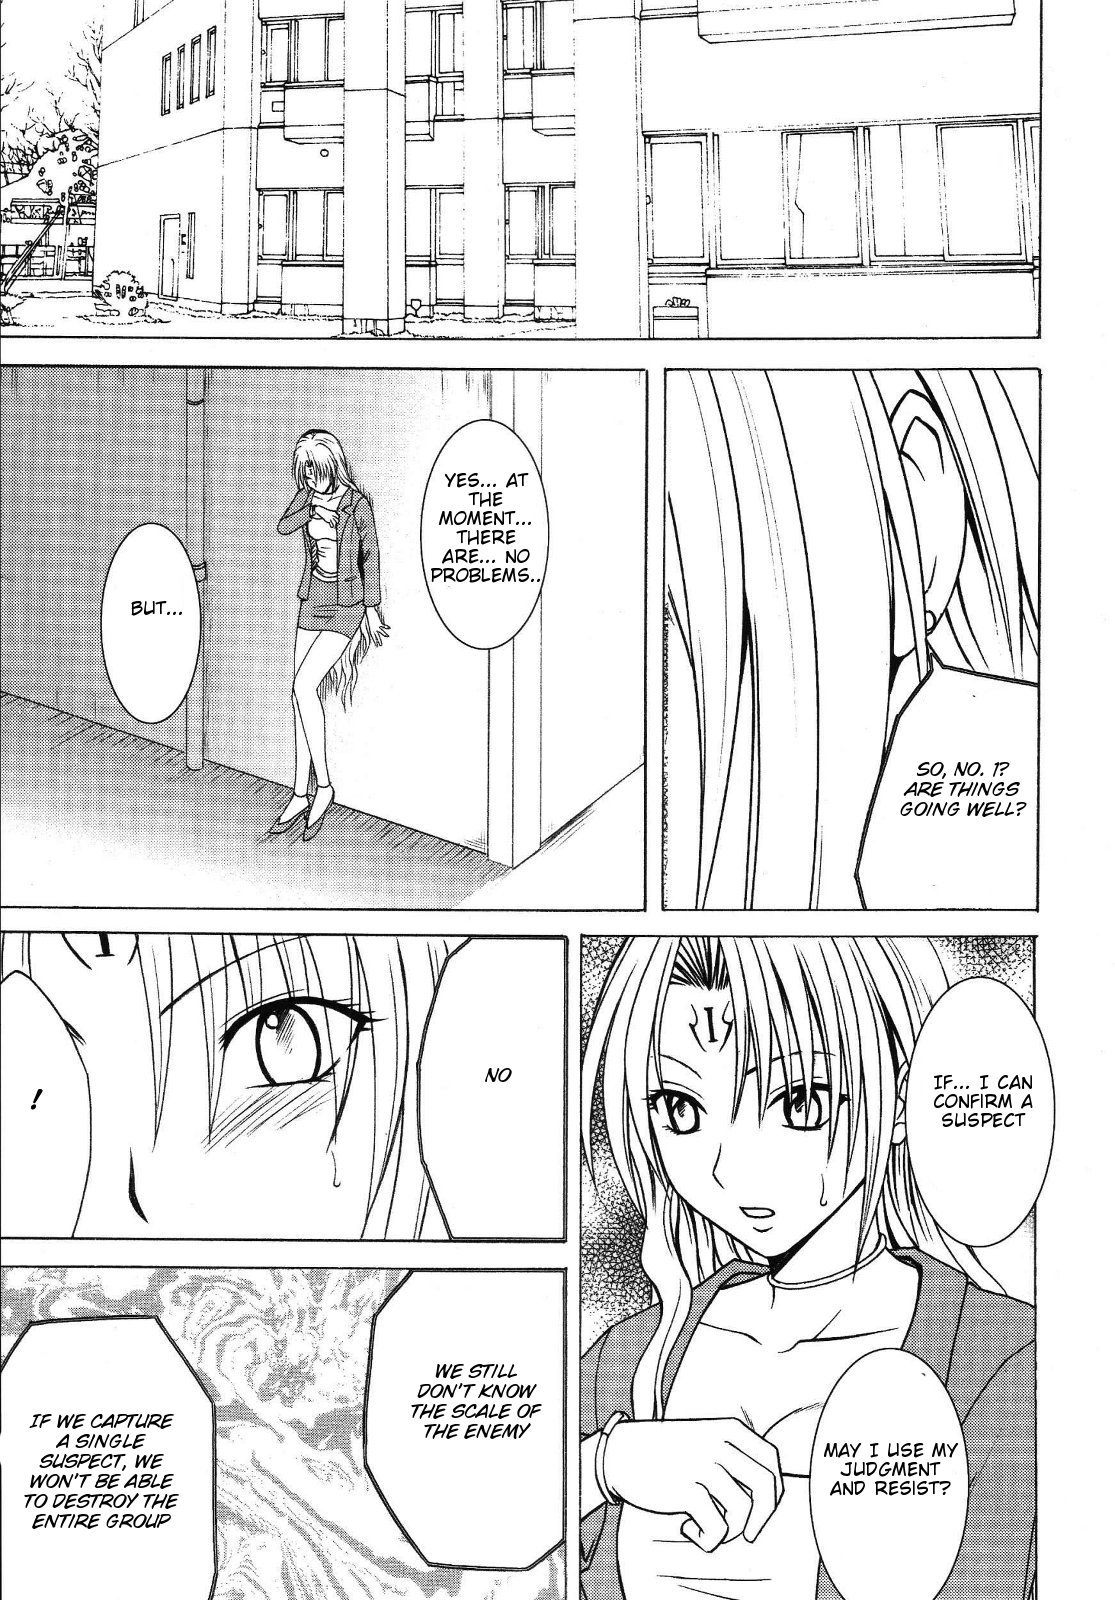 SO, NO. 1?
ARE THINGS
GOING WELL?
YES... AT
THE
MOMENT...
THERE
ARE... NO
PROBLEMS..
BUT...
I
IF... I CAN
CONFIRM A
SUSPECT
MAY I USE MY
JUDGMENT
AND RESIST?
I
NO
!
WE STILL
DON'T KNOW
THE SCALE OF
THE ENEMY
IF WE CAPTURE
A SINGLE
SUSPECT, WE
WON'T BE ABLE
TO DESTROY THE
ENTIRE GROUP